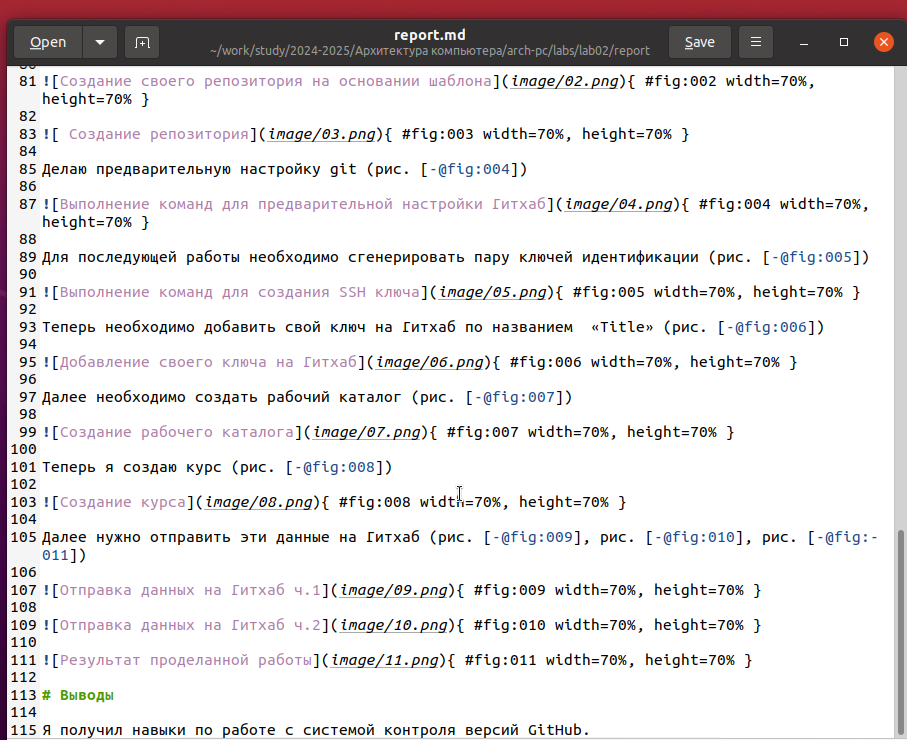 Open
report.md
~/work/study/2024-2025/Архитектура компьютера/arch-pc/labs/lab02/report
Save
81 ![Создание своего репозитория на основании шаблона](image/02.png){ #fig:002 width=70%,
height=70% }
82
83 ![ Создание репозитория](image/03.png){ #fig:003 width=70%, height=70% }
84
85 Делаю предварительную настройку git (рис. [-@fig:004])
86
87 ![Выполнение команд для предварительной настройки Гитхаб](image/04.png){ #fig:004 width=70%,
height=70% }
88
89 Для последующей работы необходимо сгенерировать пару ключей идентификации (рис. [-@fig:005])
90
91 ![Выполнение команд для создания SSH ключа](image/05.png){ #fig:005 width=70%, height=70% }
92
93 Теперь необходимо добавить свой ключ на Гитхаб по названием  «Title» (рис. [-@fig:006])
94
95 ![Добавление своего ключа на Гитхаб](image/06.png){ #fig:006 width=70%, height=70% }
96
97 Далее необходимо создать рабочий каталог (рис. [-@fig:007])
98
99 ![Создание рабочего каталога](image/07.png){ #fig:007 width=70%, height=70% }
100
101 Теперь я создаю курс (рис. [-@fig:008])
102
103 ![Создание курса](image/08.png){ #fig:008 width=70%, height=70% }
104
105 Далее нужно отправить эти данные на Гитхаб (рис. [-@fig:009], рис. [-@fig:010], рис. [-@fig:-
011])
106
107 ![Отправка данных на Гитхаб ч.1](image/09.png){ #fig:009 width=70%, height=70% }
108
109 ![Отправка данных на Гитхаб ч.2](image/10.png){ #fig:010 width=70%, height=70% }
110
111 ![Результат проделанной работы](image/11.png){ #fig:011 width=70%, height=70% }
112
113 # Выводы
114
115 Я получил навыки по работе с системой контроля версий GitHub.